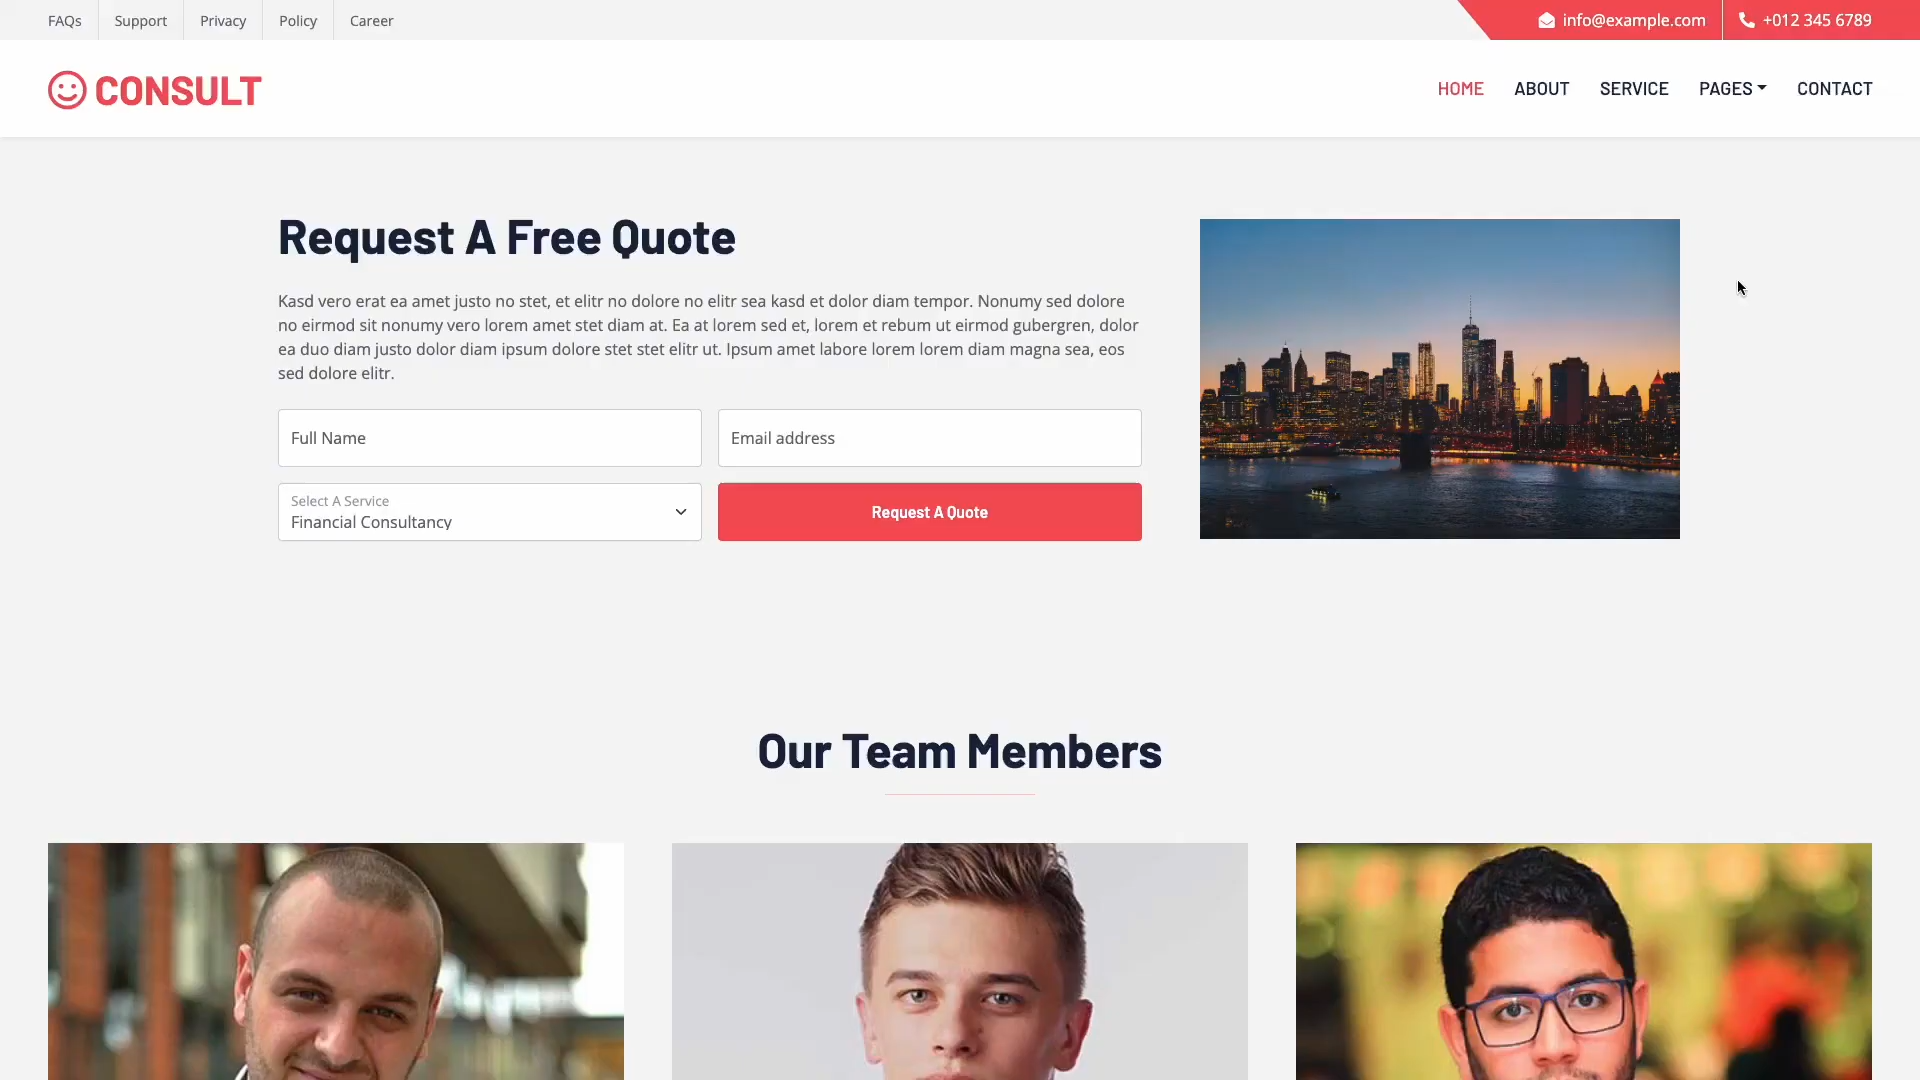 FAQs
Support
Privacy
Policy
Career
info@example.com
+012 345 6789
CONSULT
HOME
ABOUT
SERVICE
PAGES
CONTACT
Request A Free Quote
Kasd vero erat ea amet justo no stet, et elitr no dolore no elitr sea kasd et dolor diam tempor. Nonumy sed dolore
no eirmod sit nonumy vero lorem amet stet diam at. Ea at lorem sed et, lorem et rebum ut eirmod gubergren, dolor
ea duo diam justo dolor diam ipsum dolore stet stet elitr ut. Ipsum amet labore lorem lorem diam magna sea, eos
sed dolore elitr.
Full Name
Email address
Select A Service
Financial Consultancy
Request A Quote
Our Team Members